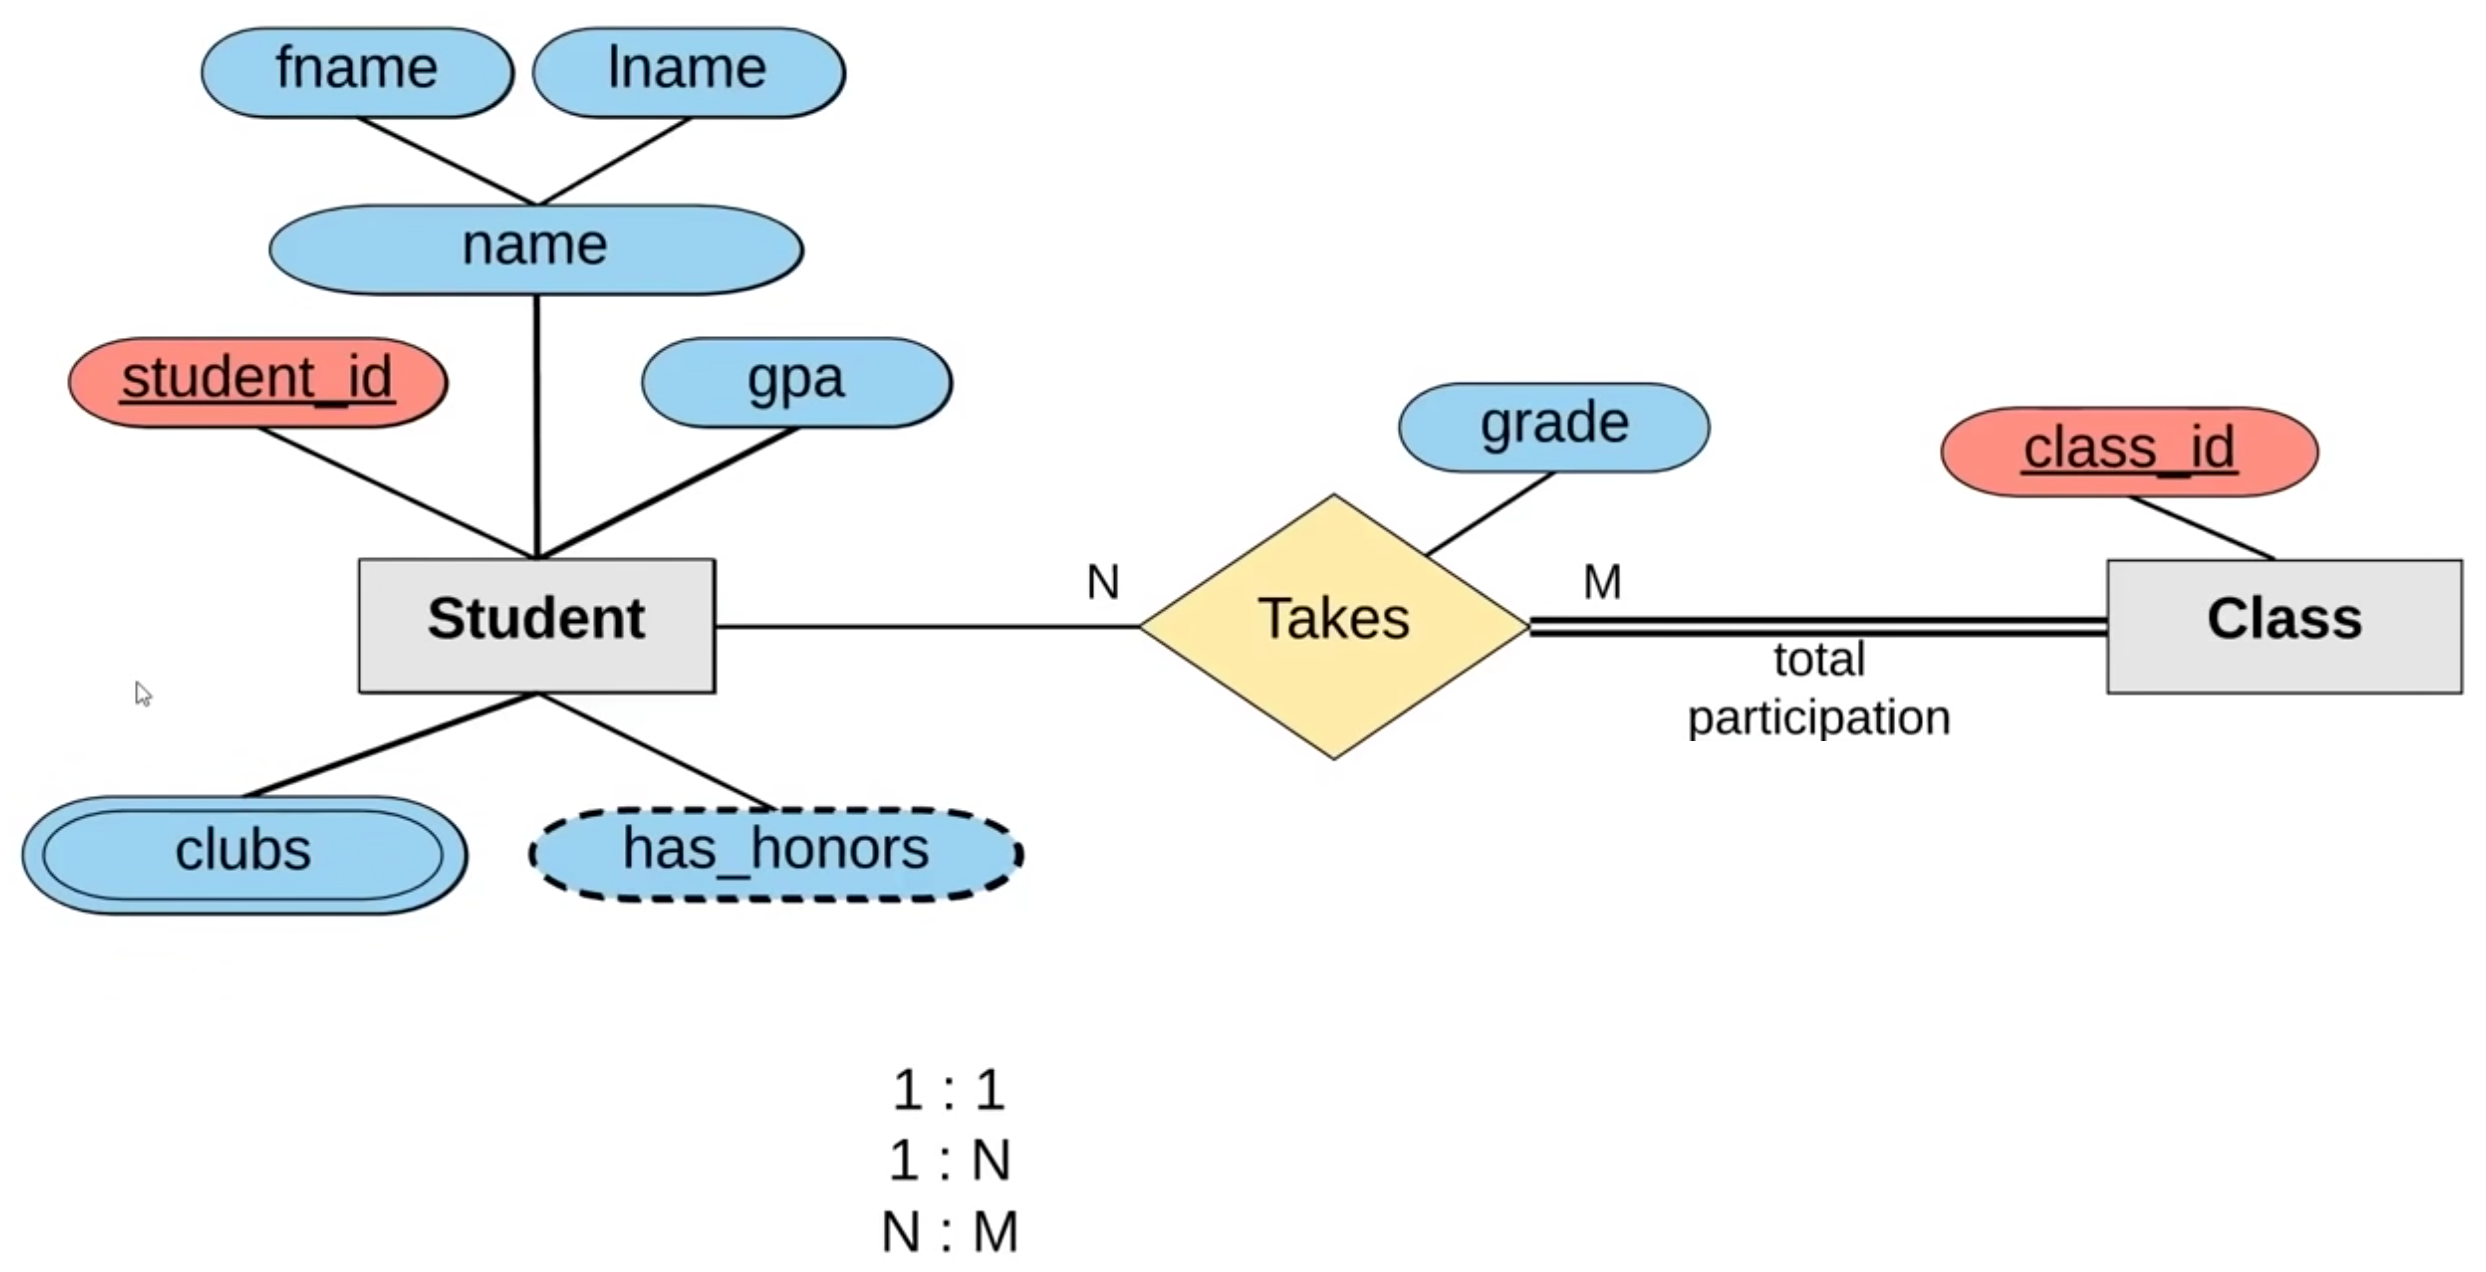 fname
lname
name
student_id
gpa
grade
class_id
Student
N
Takes
M
Class
total
participation
clubs
has_honors
1 : 1
1 : N
N : M